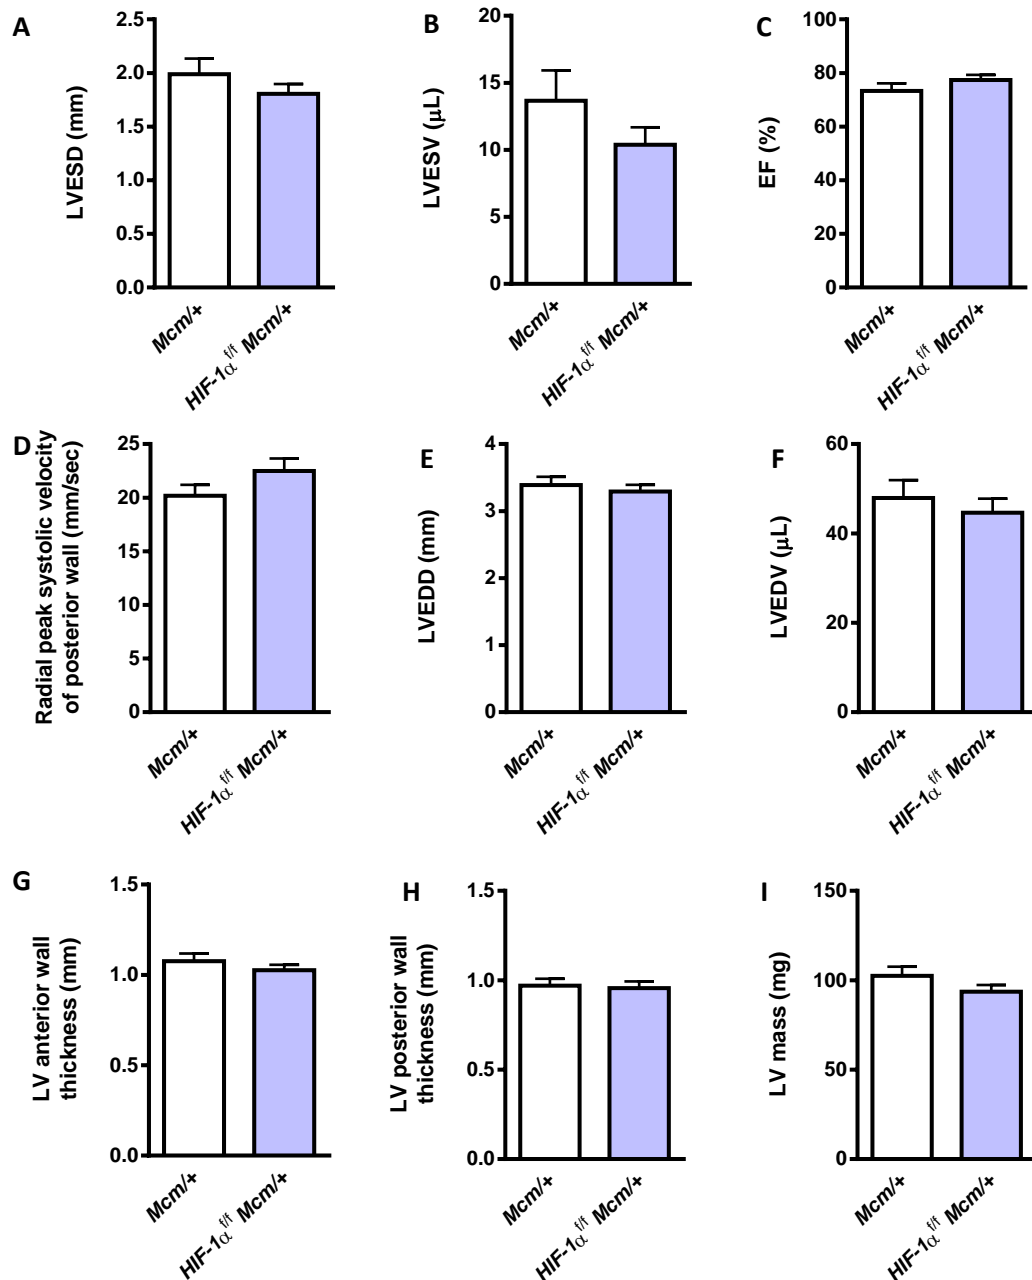 A
LVESD (mm)
2.5
2.0
1.5
1.0
0.5
0.0
Mcm/+
HIF-1α f/f Mcm/+
B
LVESV (μL)
20
15
10
5
0
Mcm/+
HIF-1α f/f Mcm/+
C
EF (%)
100
80
60
40
20
0
Mcm/+
HIF-1α f/f Mcm/+
D
Radial peak systolic velocity
of posterior wall (mm/sec)
25
20
15
10
5
0
Mcm/+
HIF-1α f/f Mcm/+
E
LVEDD (mm)
4
3
2
1
0
Mcm/+
HIF-1α f/f Mcm/+
F
LVEDV (μL)
60
40
20
0
Mcm/+
HIF-1α f/f Mcm/+
G
LV anterior wall
thickness (mm)
1.5
1.0
0.5
0.0
Mcm/+
HIF-1α f/f Mcm/+
H
LV posterior wall
thickness (mm)
1.5
1.0
0.5
0.0
Mcm/+
HIF-1α f/f Mcm/+
I
LV mass (mg)
150
100
50
0
Mcm/+
HIF-1α f/f Mcm/+